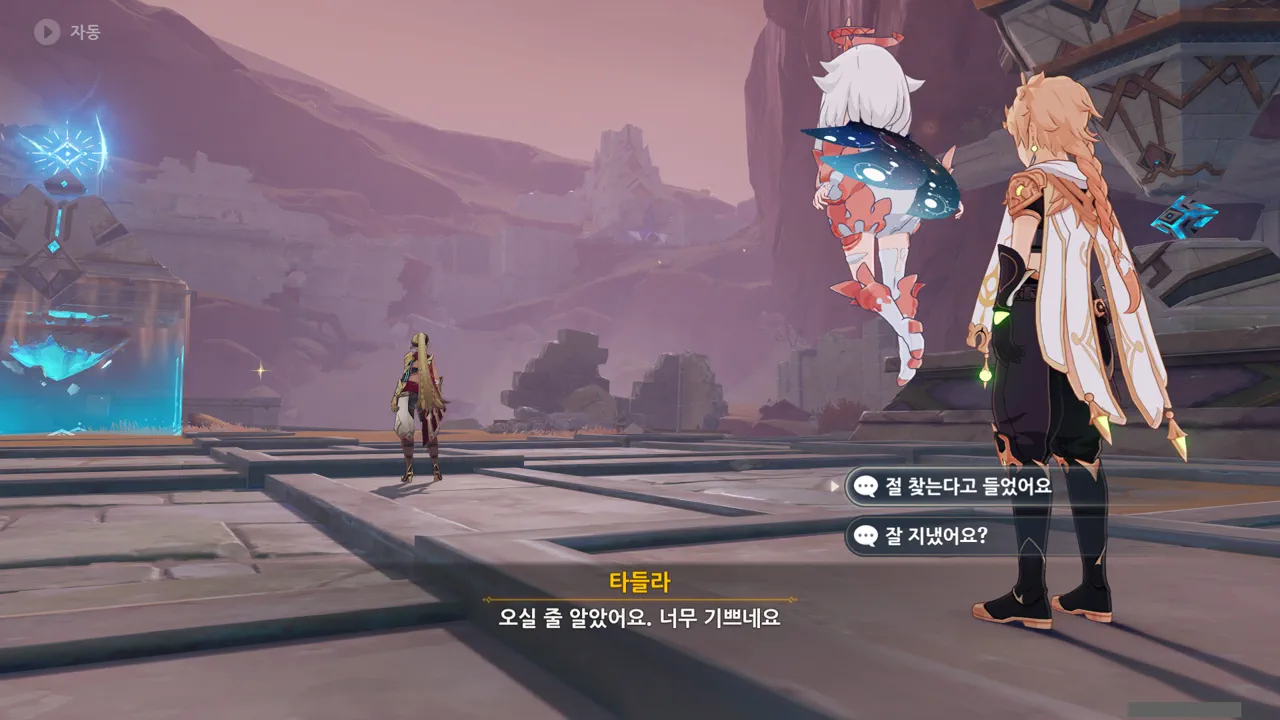 자동
절 찾는다고 들었어요
잘 지냈어요?
타들라
오실 줄 알았어요. 너무 기쁘네요